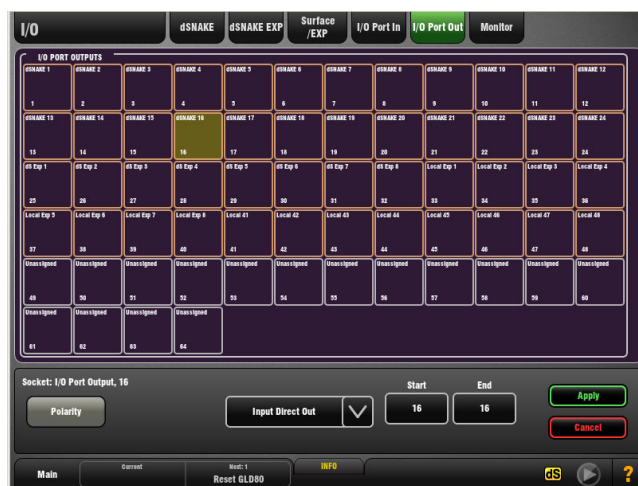 I/O
dSNAKE
dSNAKE EXP
Surface
/EXP
I/O Port In
I/O Port Out
Monitor
I/O PORT OUTPUTS
dSNAKE 1 dSNAKE 2 dSNAKE 3 dSNAKE 4 dSNAKE 5 dSNAKE 6 dSNAKE 7 dSNAKE 8 dSNAKE 9 dSNAKE 10 dSNAKE 11 dSNAKE 12
1 2 3 4 5 6 7 8 9 10 11 12
dSNAKE 13 dSNAKE 14 dSNAKE 15 dSNAKE 16 dSNAKE 17 dSNAKE 18 dSNAKE 19 dSNAKE 20 dSNAKE 21 dSNAKE 22 dSNAKE 23 dSNAKE 24
13 14 15 16 17 18 19 20 21 22 23 24
dS Exp 1 dS Exp 2 dS Exp 3 dS Exp 4 dS Exp 5 dS Exp 6 dS Exp 7 dS Exp 8 Local Exp 1 Local Exp 2 Local Exp 3 Local Exp 4
25 26 27 28 29 30 31 32 33 34 35 36
Local Exp 5 Local Exp 6 Local Exp 7 Local Exp 8 Local 41 Local 42 Local 43 Local 44 Local 45 Local 46 Local 47 Local 48
37 38 39 40 41 42 43 44 45 46 47 48
Unassigned Unassigned Unassigned Unassigned Unassigned Unassigned Unassigned Unassigned Unassigned Unassigned Unassigned Unassigned
49 50 51 52 53 54 55 56 57 58 59 60
Unassigned Unassigned Unassigned Unassigned
61 62 63 64
Socket: I/O Port Output, 16
Polarity
Input Direct Out
Start
16
End
16
Apply
Cancel
Main
Current
Next: 1
Reset GLD80
INFO
dS
?